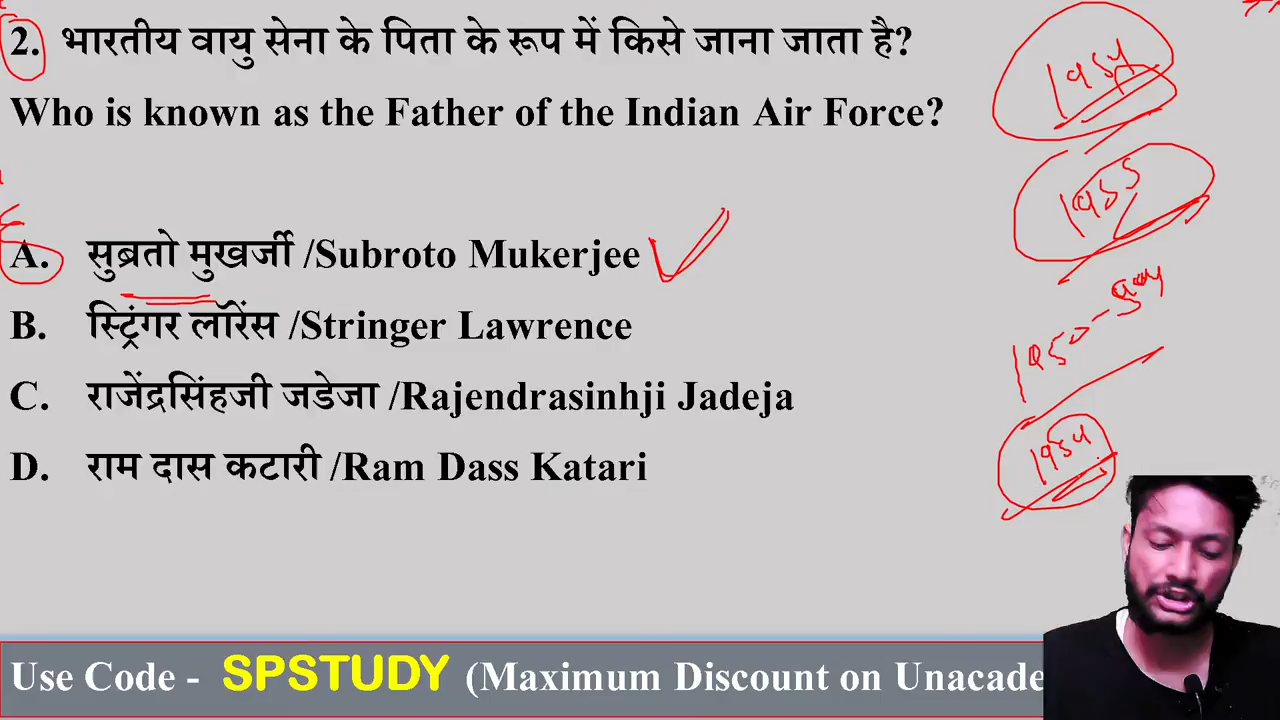 2. भारतीय वायु सेना के पिता के रूप में किसे जाना जाता है?
Who is known as the Father of the Indian Air Force?
A. सुब्रतो मुखर्जी /Subroto Mukerjee
B. स्ट्रिंगर लॉरेंस /Stringer Lawrence
C. राजेंद्रसिंहजी जडेजा /Rajendrasinhji Jadeja
D. राम दास कटारी /Ram Dass Katari
1954
1955
1950 -
1954
Use Code - SPSTUDY (Maximum Discount on Unacade